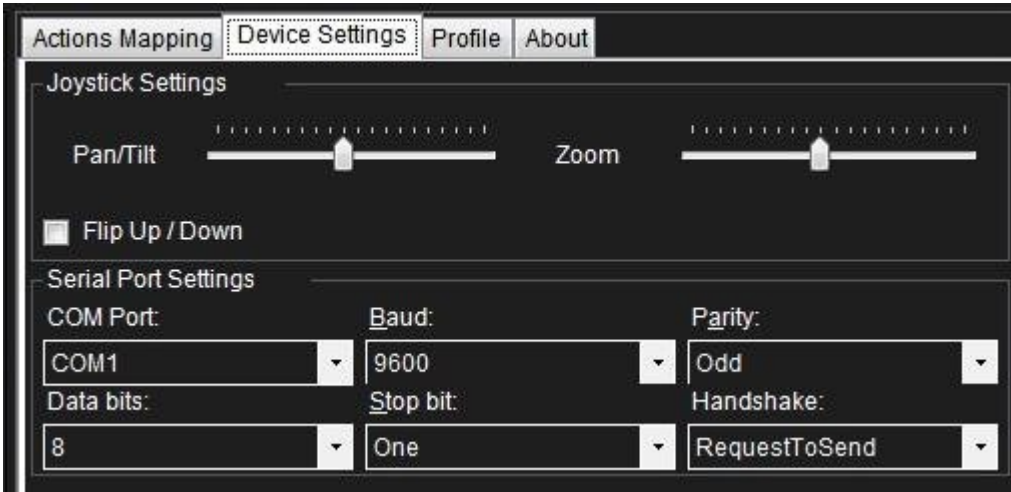 Actions Mapping Device Settings Profile About
Joystick Settings
Pan/Tilt Zoom
Flip Up / Down
Serial Port Settings
COM Port: Baud: Parity:
COM1 9600 Odd
Data bits: Stop bit: Handshake:
8 One RequestToSend